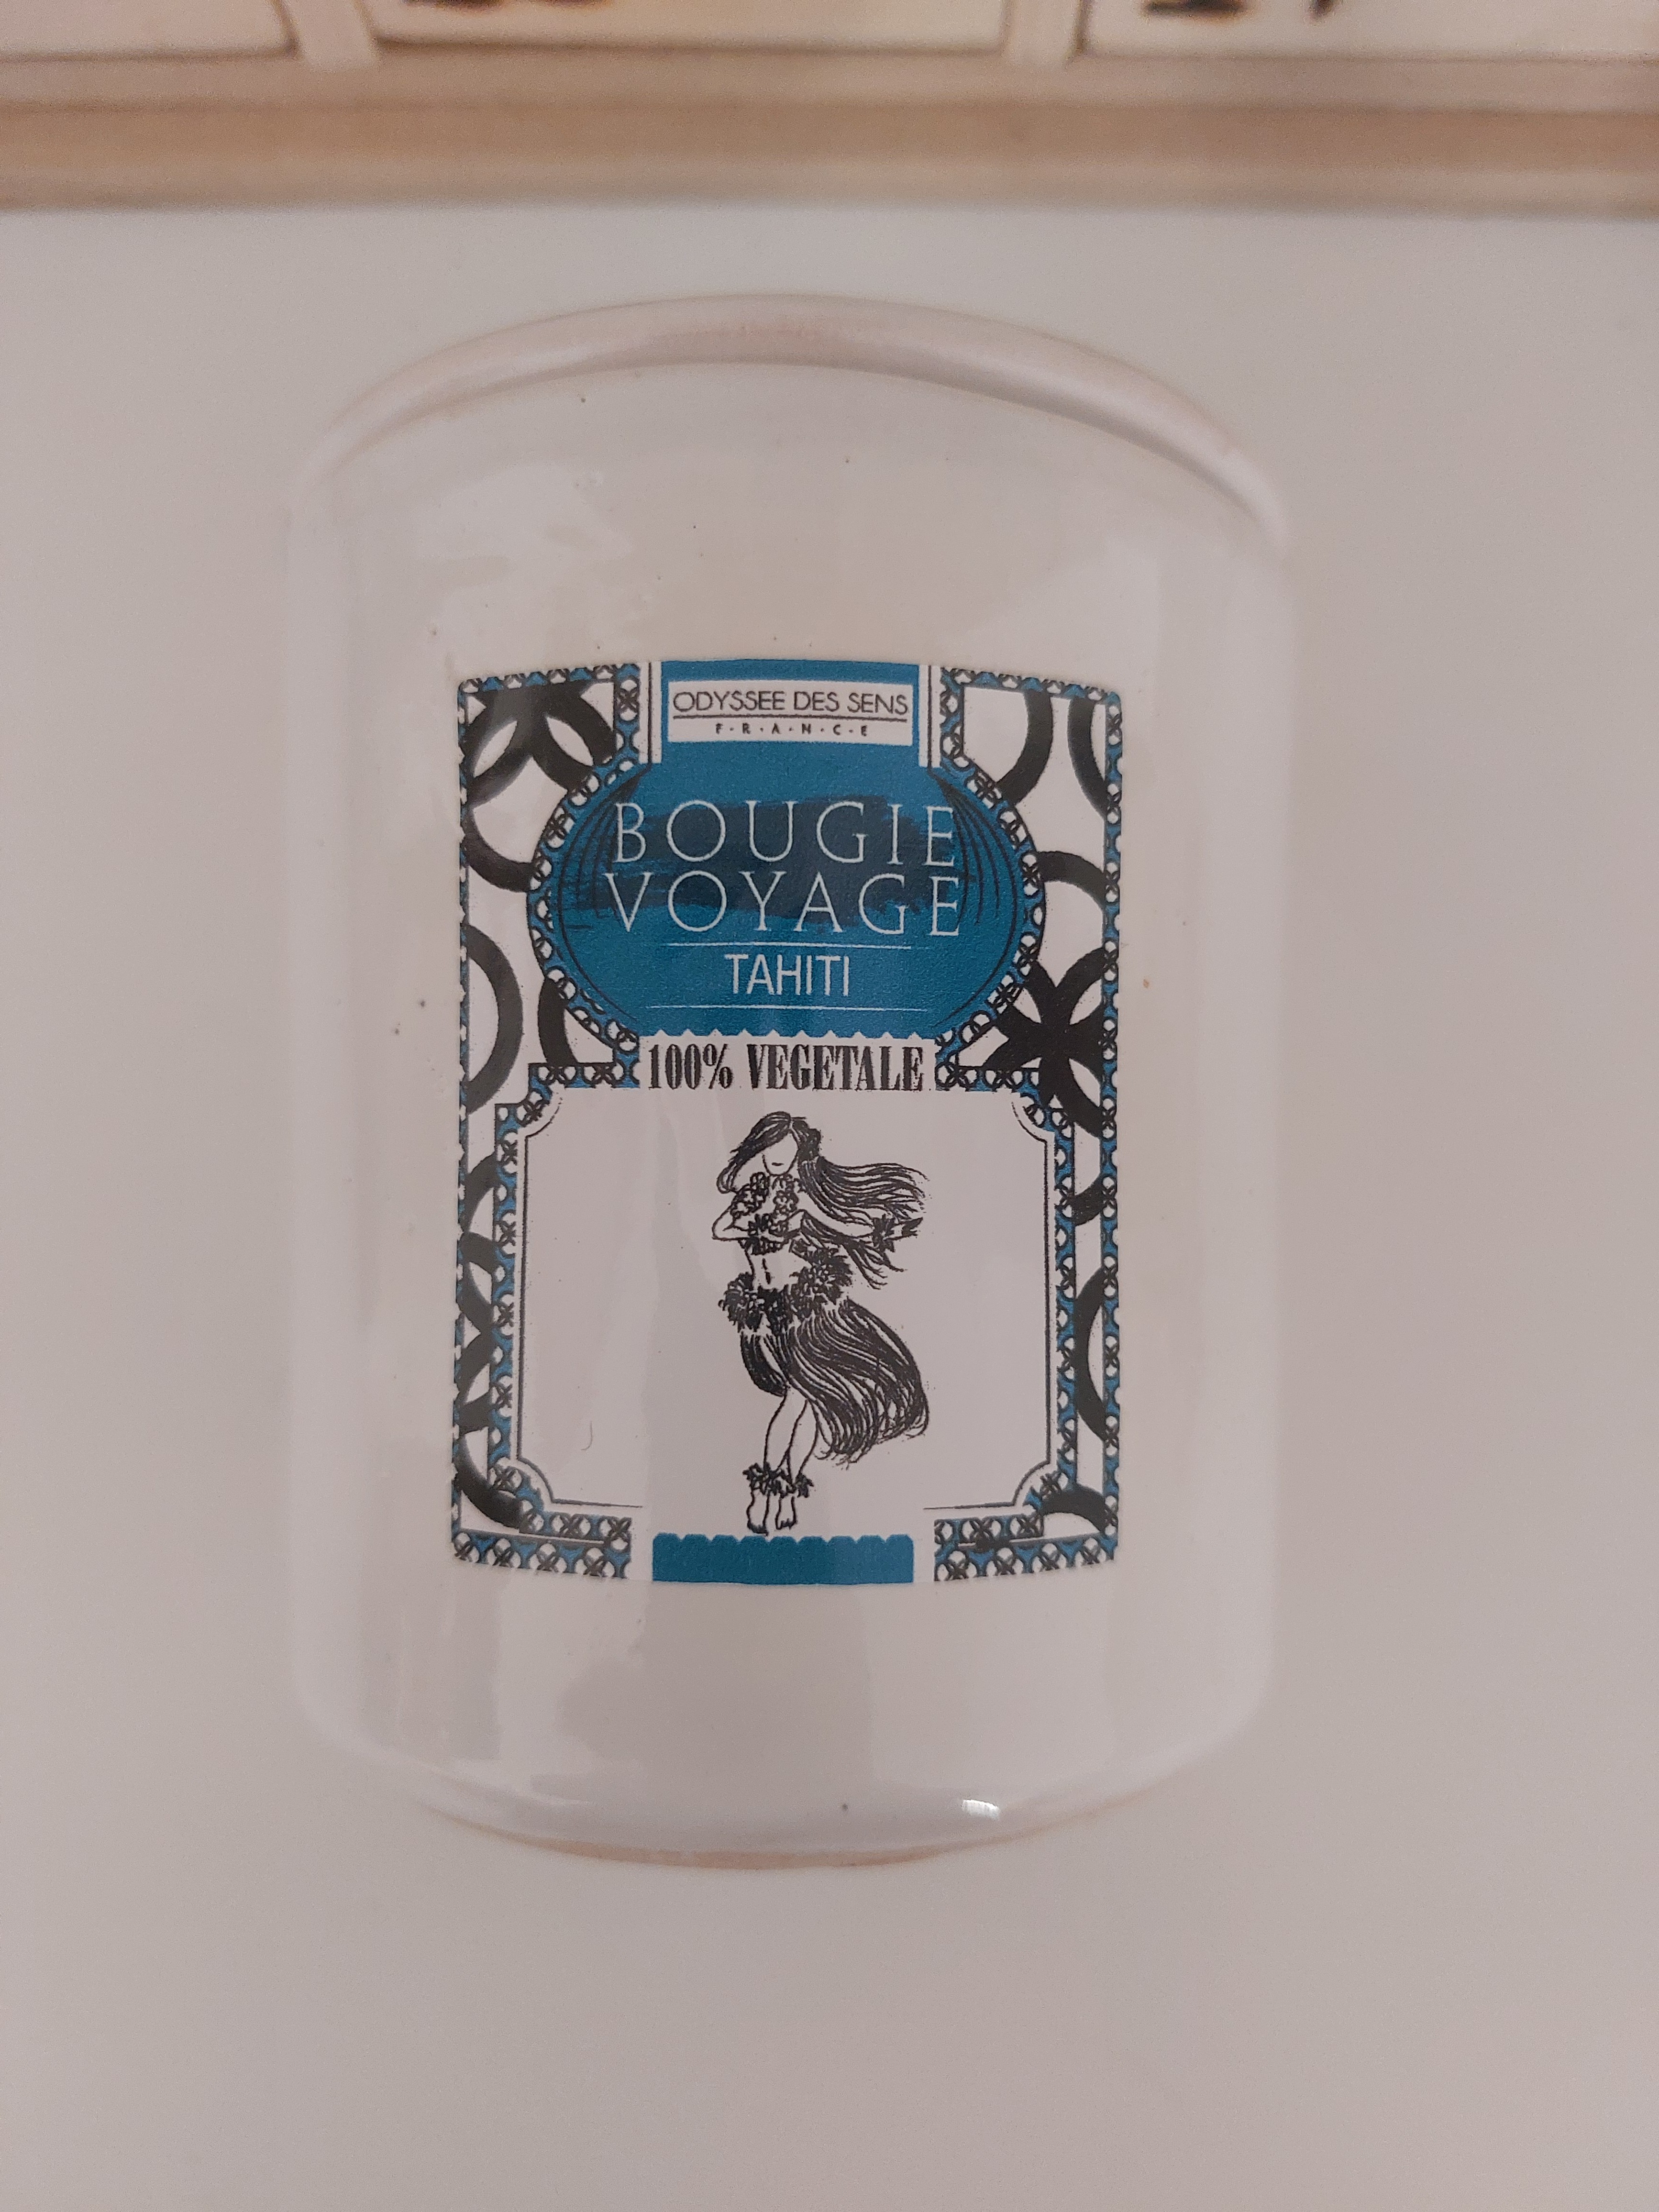 ODYSSEE DES SENS
F·R·A·N·C·E
BOUGIE
VOYAGE
TAHITI
100% VEGETALE